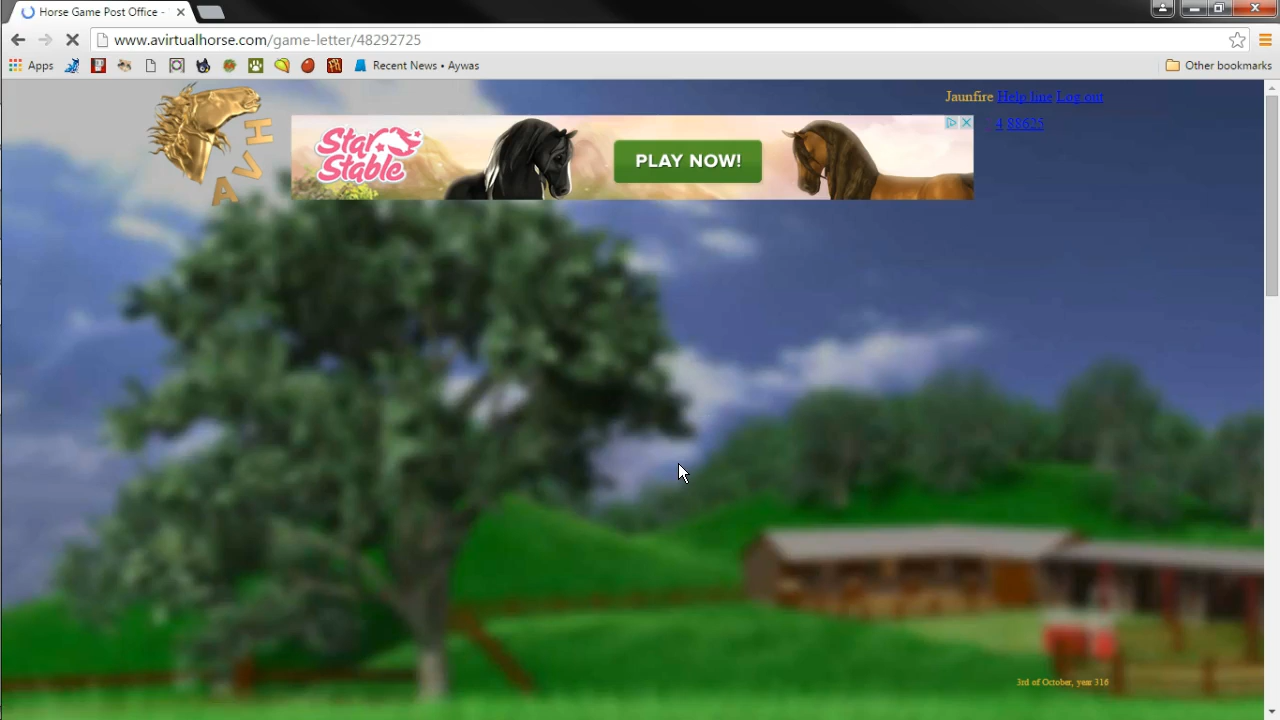 Horse Game Post Office -
www.avirtualhorse.com/game-letter/48292725
Apps
Recent News • Aywas
Other bookmarks
AVH
Jaunfire Help line Log out
4 88625
Star
Stable
PLAY NOW!
3rd of October, year 316